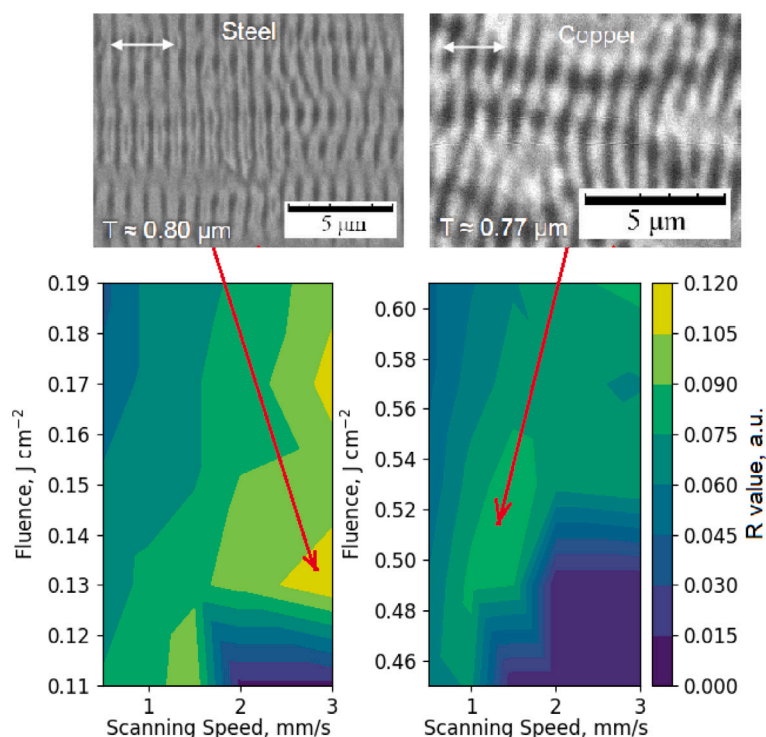 Steel
Copper
5 μm
5 μm
T ≈ 0.80 μm
T ≈ 0.77 μm
0.19
0.18
0.17
0.16
0.15
0.14
0.13
0.12
0.11
Fluence, J cm⁻²
1
2
3
Scanning Speed, mm/s
0.60
0.58
0.56
0.54
0.52
0.50
0.48
0.46
Fluence, J cm⁻²
1
2
3
Scanning Speed, mm/s
0.120
0.105
0.090
0.075
0.060
0.045
0.030
0.015
0.000
R value, a.u.